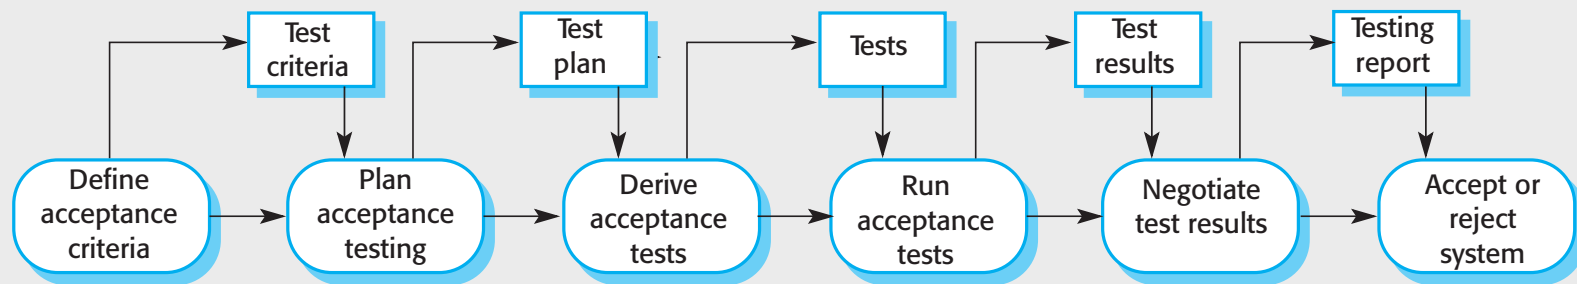 Test
criteria
Test
plan
Tests
Test
results
Testing
report
Define
acceptance
criteria
Plan
acceptance
testing
Derive
acceptance
tests
Run
acceptance
tests
Negotiate
test results
Accept or
reject
system